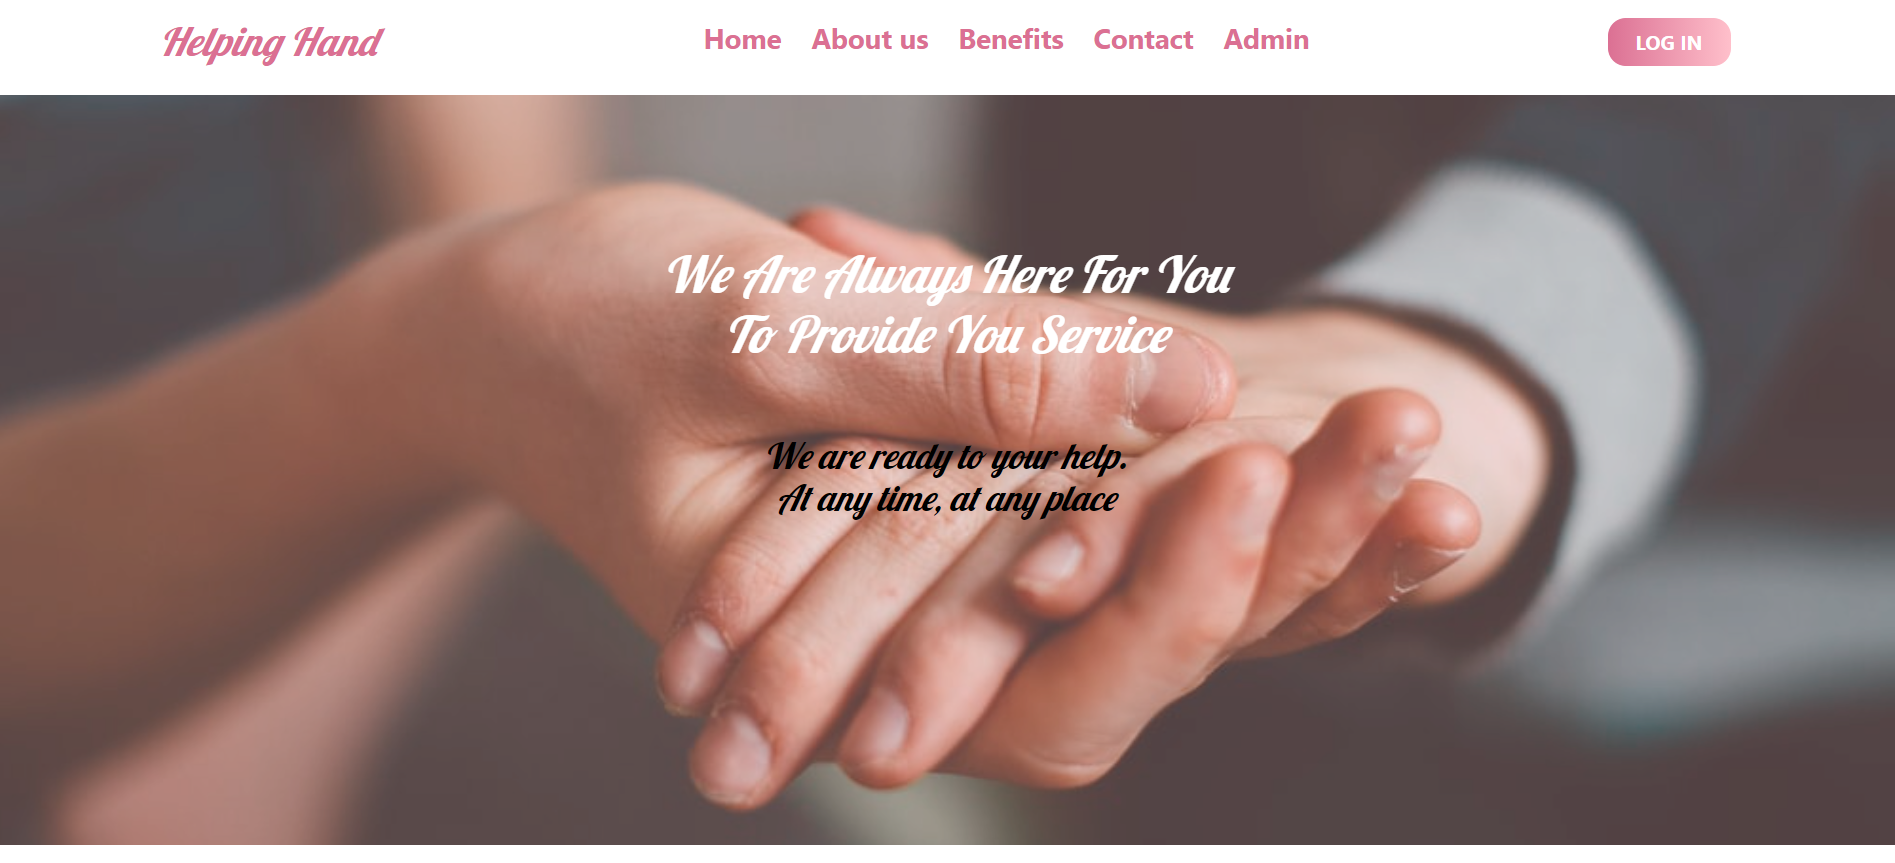 Helping Hand
Home About us Benefits Contact Admin
LOG IN
We Are Always Here For You
To Provide You Service
We are ready to your help.
At any time, at any place